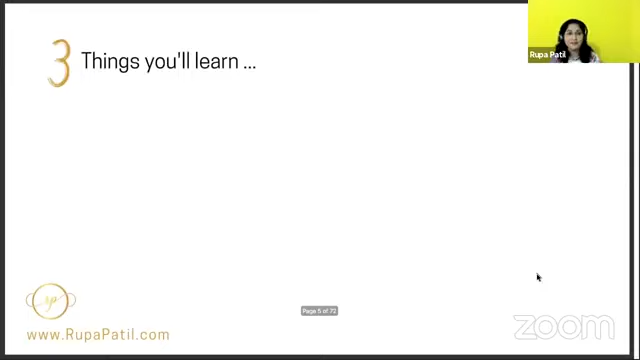 3 Things you'll learn ...
Rupa Patil
Page 5 of 72
rp
www.RupaPatil.com
zoom